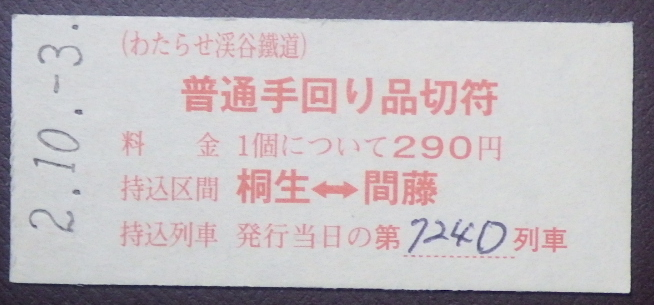 2.10.-3.
(わたらせ渓谷鐵道)
普通手回り品切符
料　金　1個について290円
持込区間　桐生↔間藤
持込列車　発行当日の第7240列車